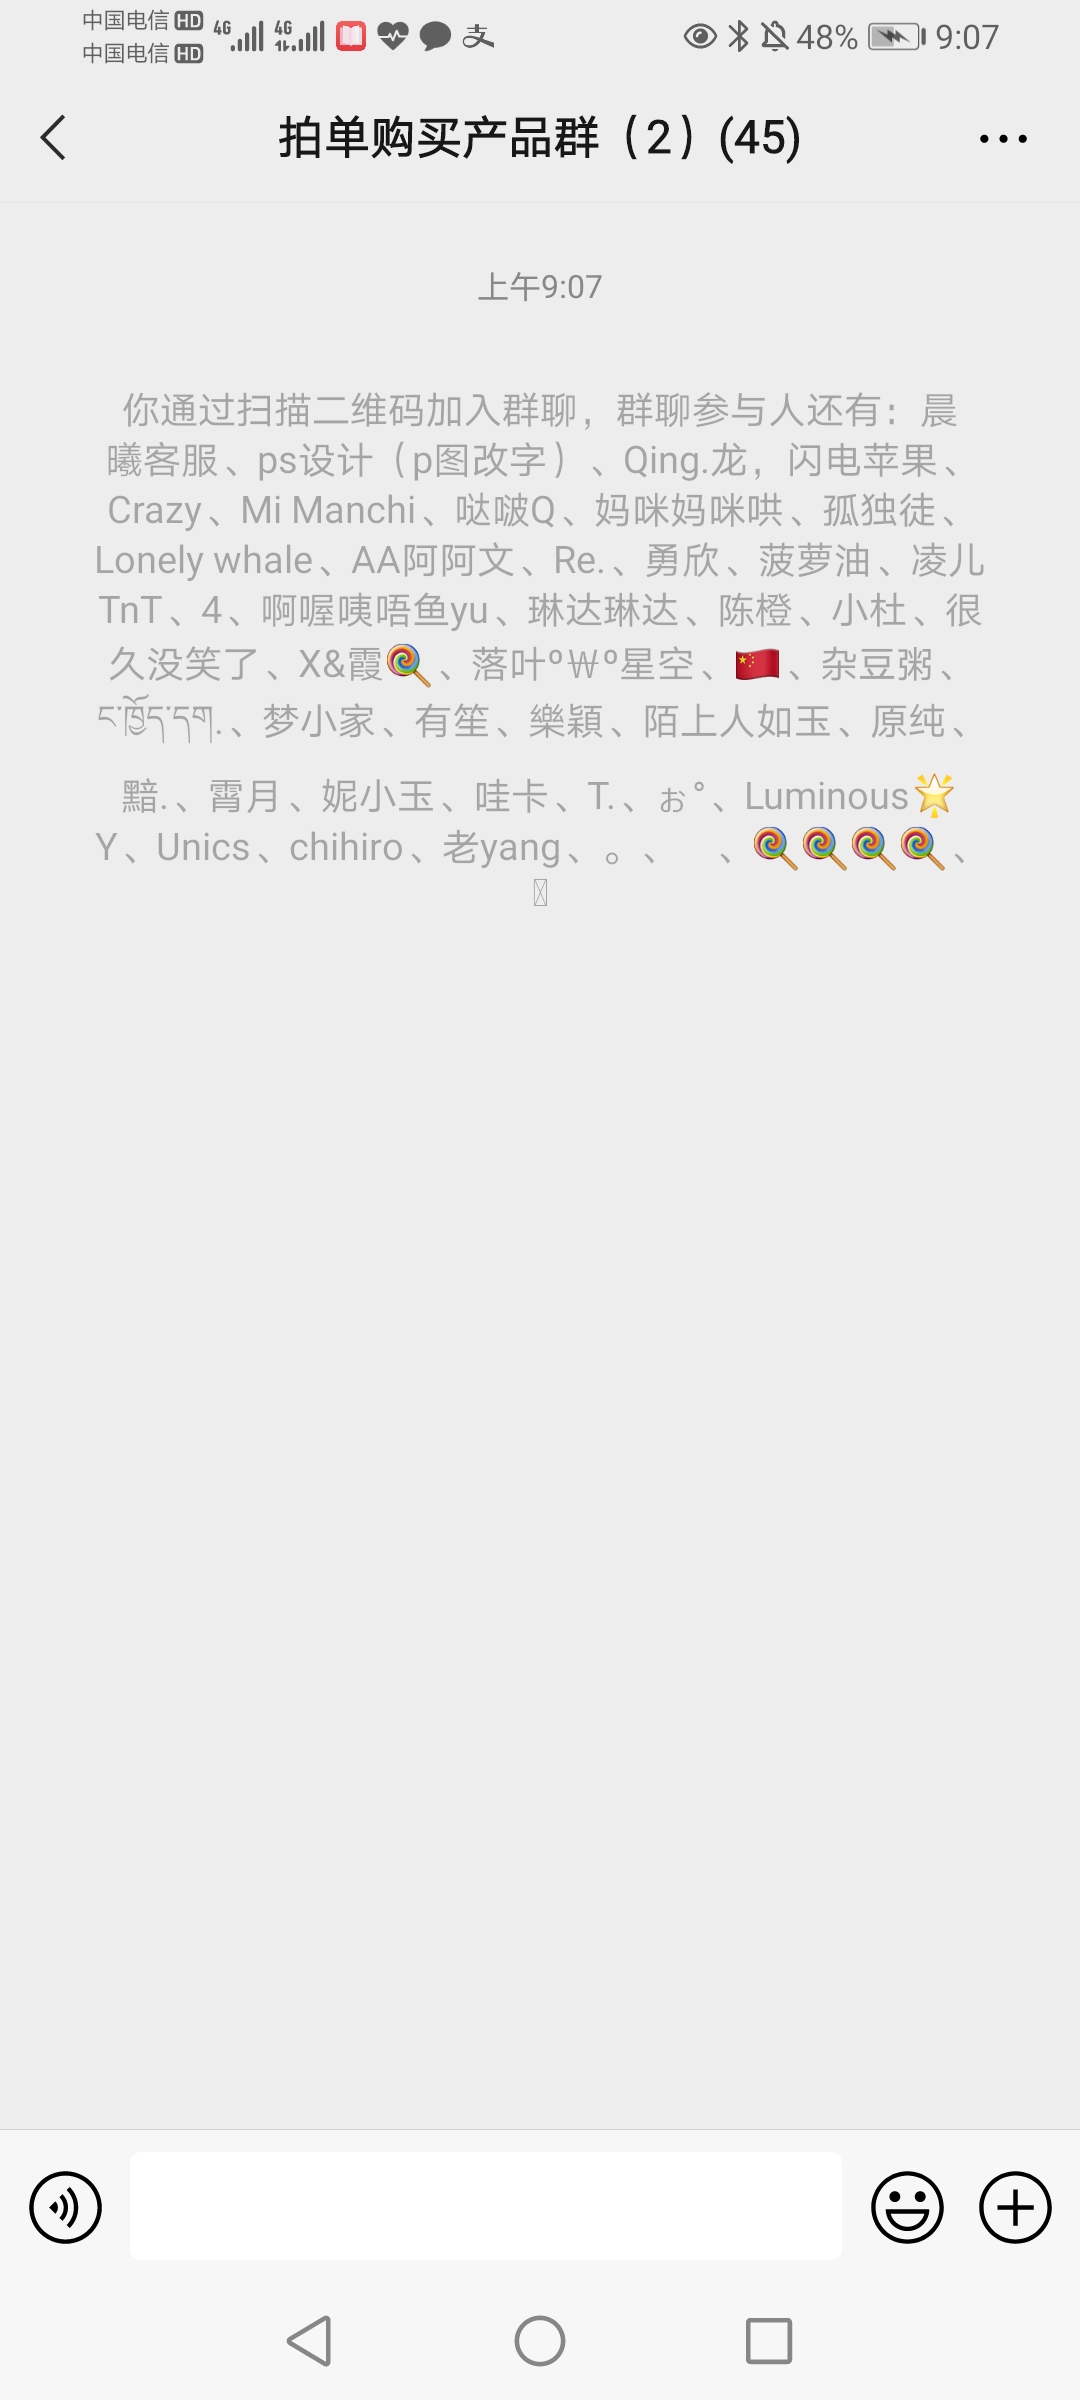 中国电信 HD 4G 4G 48% 9:07
中国电信 HD
拍单购买产品群（2）(45)
上午9:07
你通过扫描二维码加入群聊，群聊参与人还有：晨
曦客服、ps设计（p图改字）、Qing.龙，闪电苹果、
Crazy、Mi Manchi、哒啵Q、妈咪妈咪哄、孤独徒、
Lonely whale、AA阿阿文、Re.、勇欣、菠萝油、凌儿
TnT、4、啊喔咦唔鱼yu、琳达琳达、陈橙、小杜、很
久没笑了、X&霞🍭、落叶º₩º星空、🇨🇳、杂豆粥、
ང་ཁྱོད་དག.、梦小家、有笙、樂穎、陌上人如玉、原纯、
黯.、霄月、妮小玉、哇卡、T.、ぉ°、Luminous🌟
Y、Unics、chihiro、老yang、。、　、🍭🍭🍭🍭、